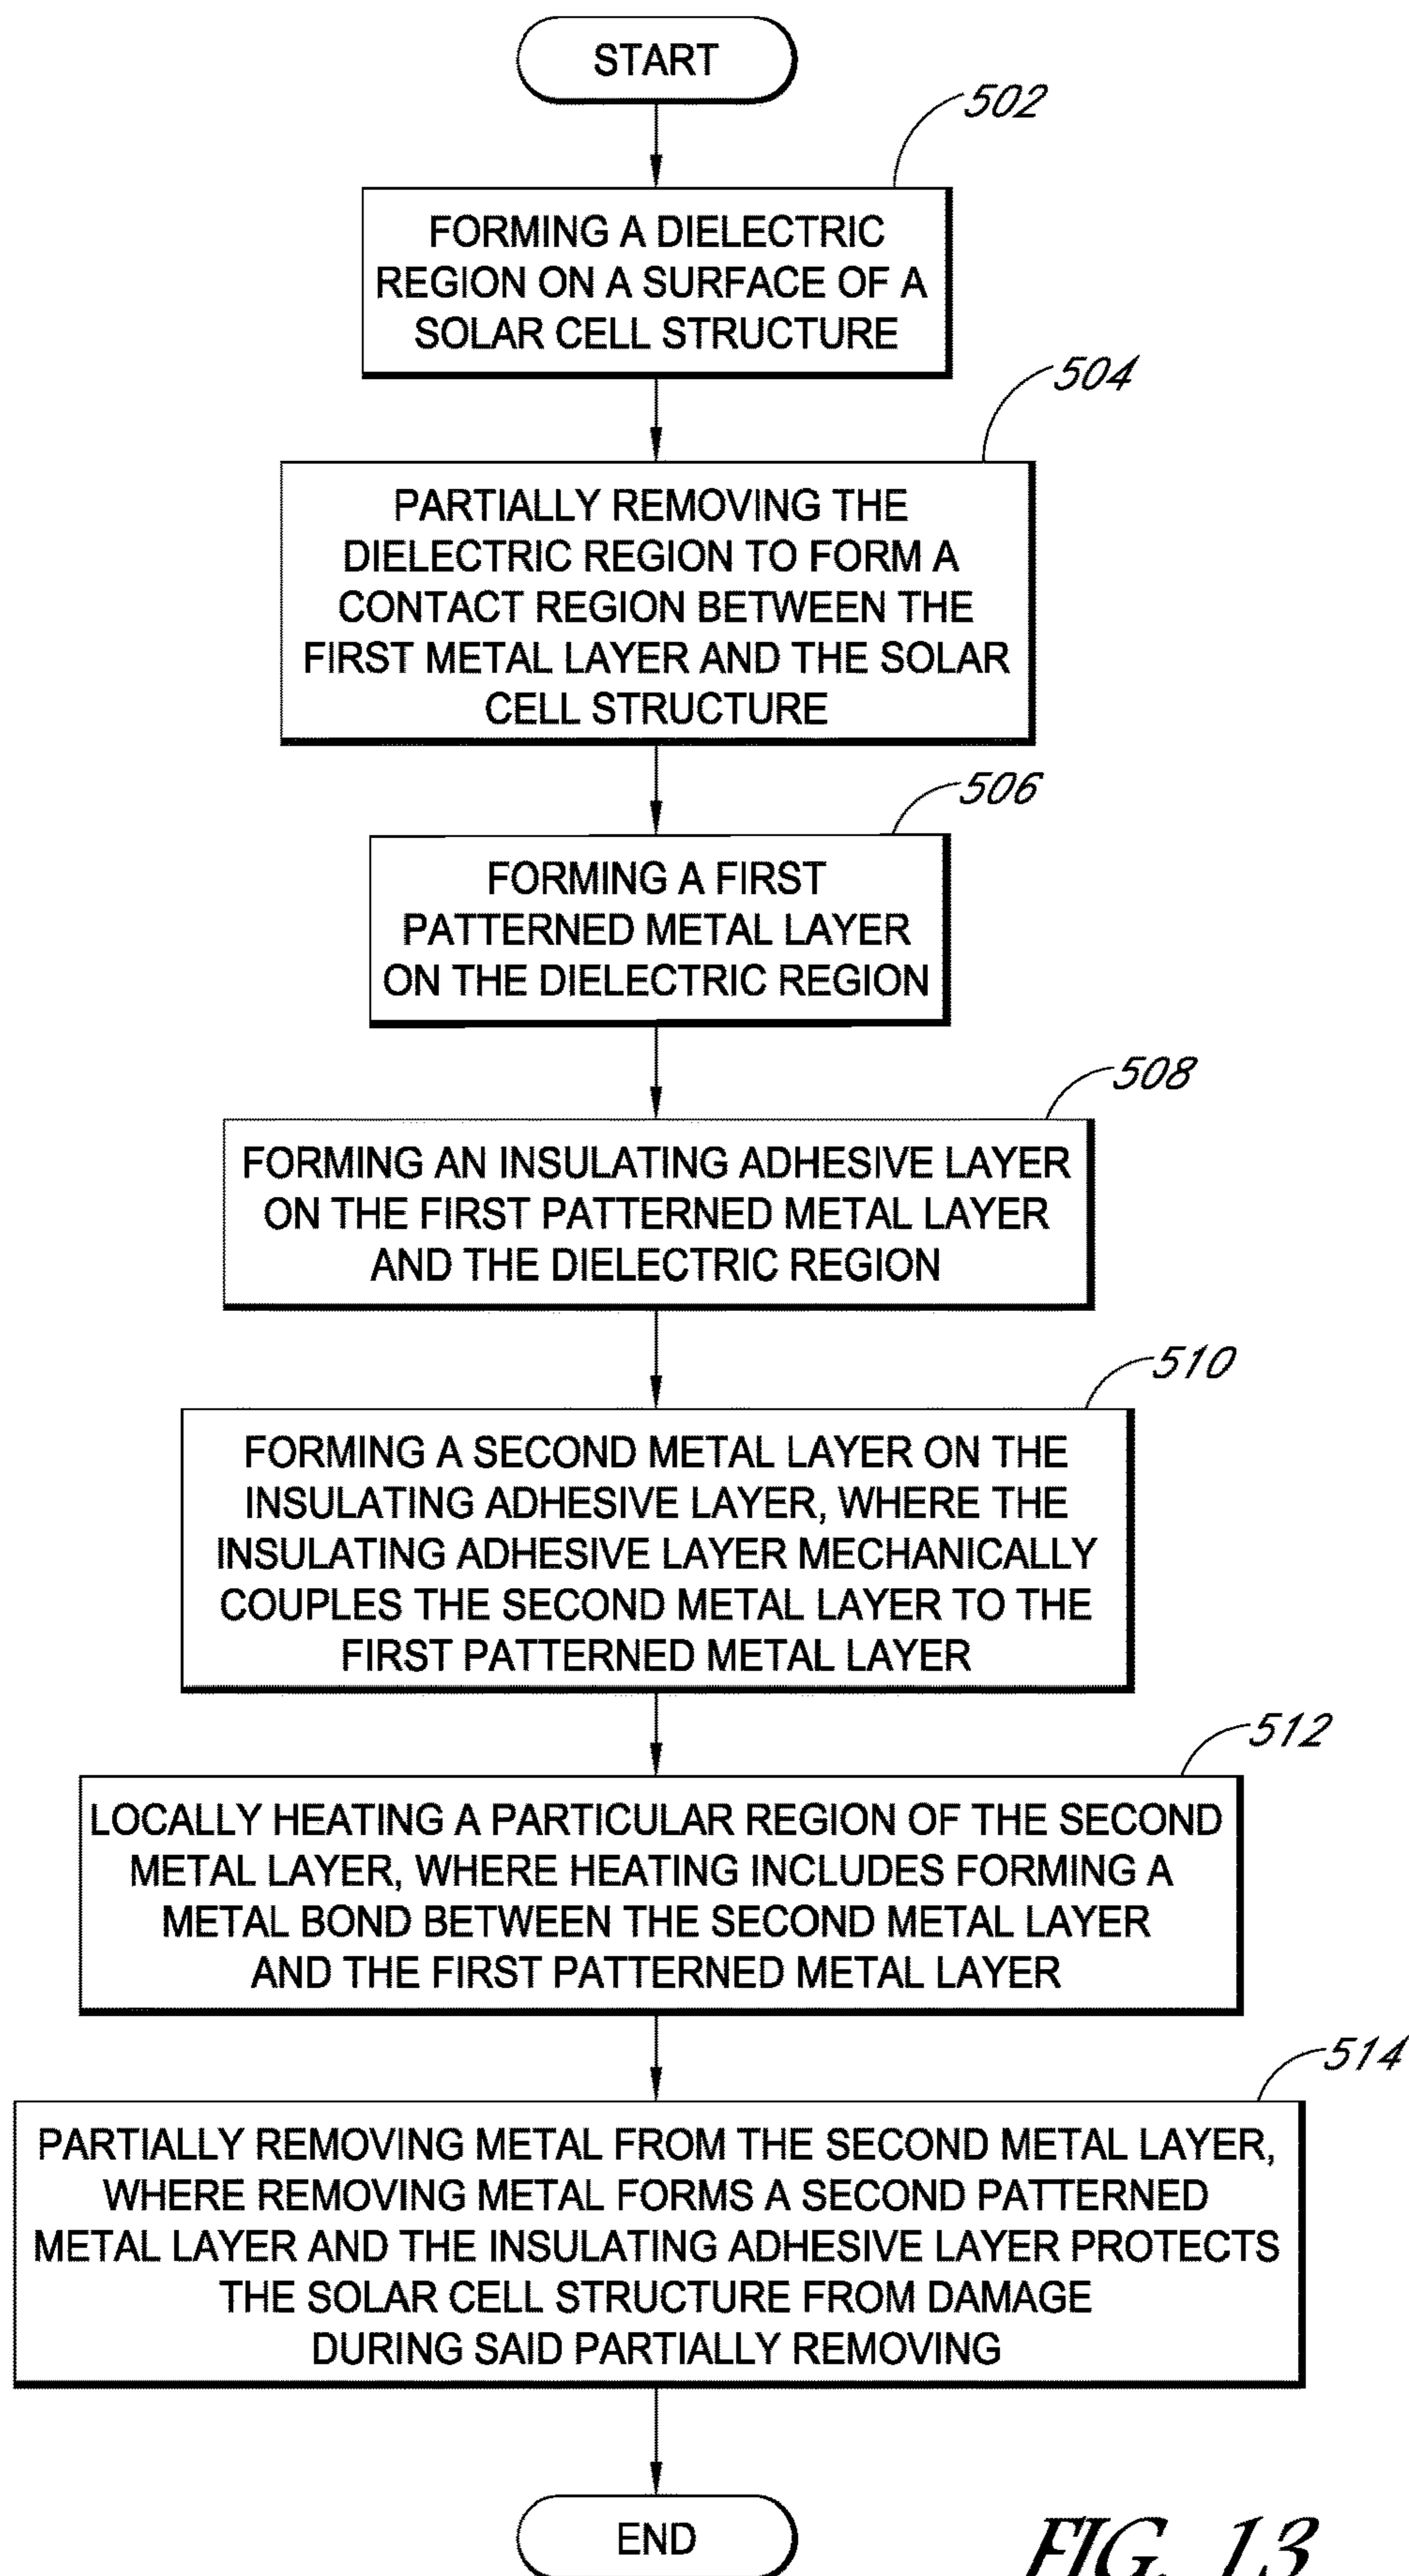 START
502
FORMING A DIELECTRIC
REGION ON A SURFACE OF A
SOLAR CELL STRUCTURE
504
PARTIALLY REMOVING THE
DIELECTRIC REGION TO FORM A
CONTACT REGION BETWEEN THE
FIRST METAL LAYER AND THE SOLAR
CELL STRUCTURE
506
FORMING A FIRST
PATTERNED METAL LAYER
ON THE DIELECTRIC REGION
508
FORMING AN INSULATING ADHESIVE LAYER
ON THE FIRST PATTERNED METAL LAYER
AND THE DIELECTRIC REGION
510
FORMING A SECOND METAL LAYER ON THE
INSULATING ADHESIVE LAYER, WHERE THE
INSULATING ADHESIVE LAYER MECHANICALLY
COUPLES THE SECOND METAL LAYER TO THE
FIRST PATTERNED METAL LAYER
512
LOCALLY HEATING A PARTICULAR REGION OF THE SECOND
METAL LAYER, WHERE HEATING INCLUDES FORMING A
METAL BOND BETWEEN THE SECOND METAL LAYER
AND THE FIRST PATTERNED METAL LAYER
514
PARTIALLY REMOVING METAL FROM THE SECOND METAL LAYER,
WHERE REMOVING METAL FORMS A SECOND PATTERNED
METAL LAYER AND THE INSULATING ADHESIVE LAYER PROTECTS
THE SOLAR CELL STRUCTURE FROM DAMAGE
DURING SAID PARTIALLY REMOVING
END
FIG. 13